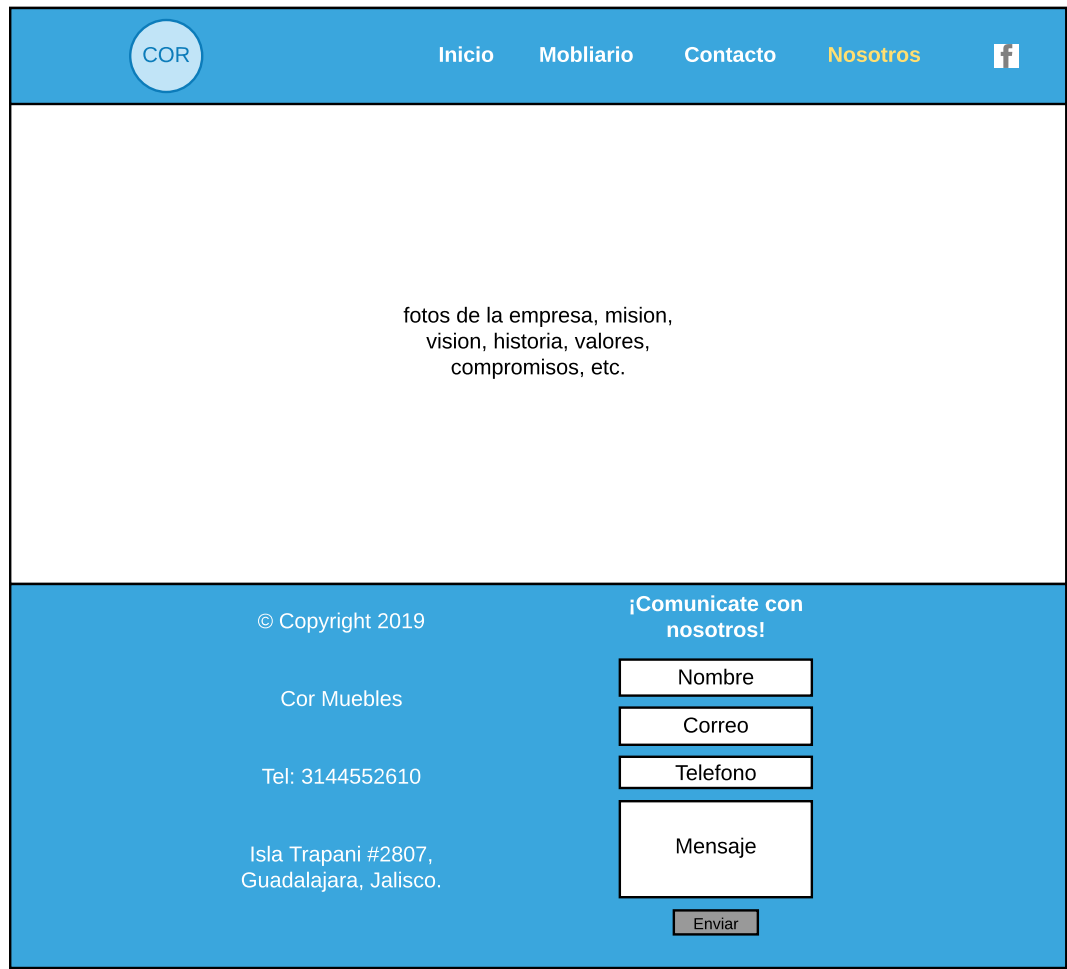 COR
Inicio
Mobliario
Contacto
Nosotros
f
fotos de la empresa, mision,
vision, historia, valores,
compromisos, etc.
© Copyright 2019
Cor Muebles
Tel: 3144552610
Isla Trapani #2807,
Guadalajara, Jalisco.
¡Comunicate con
nosotros!
Nombre
Correo
Telefono
Mensaje
Enviar